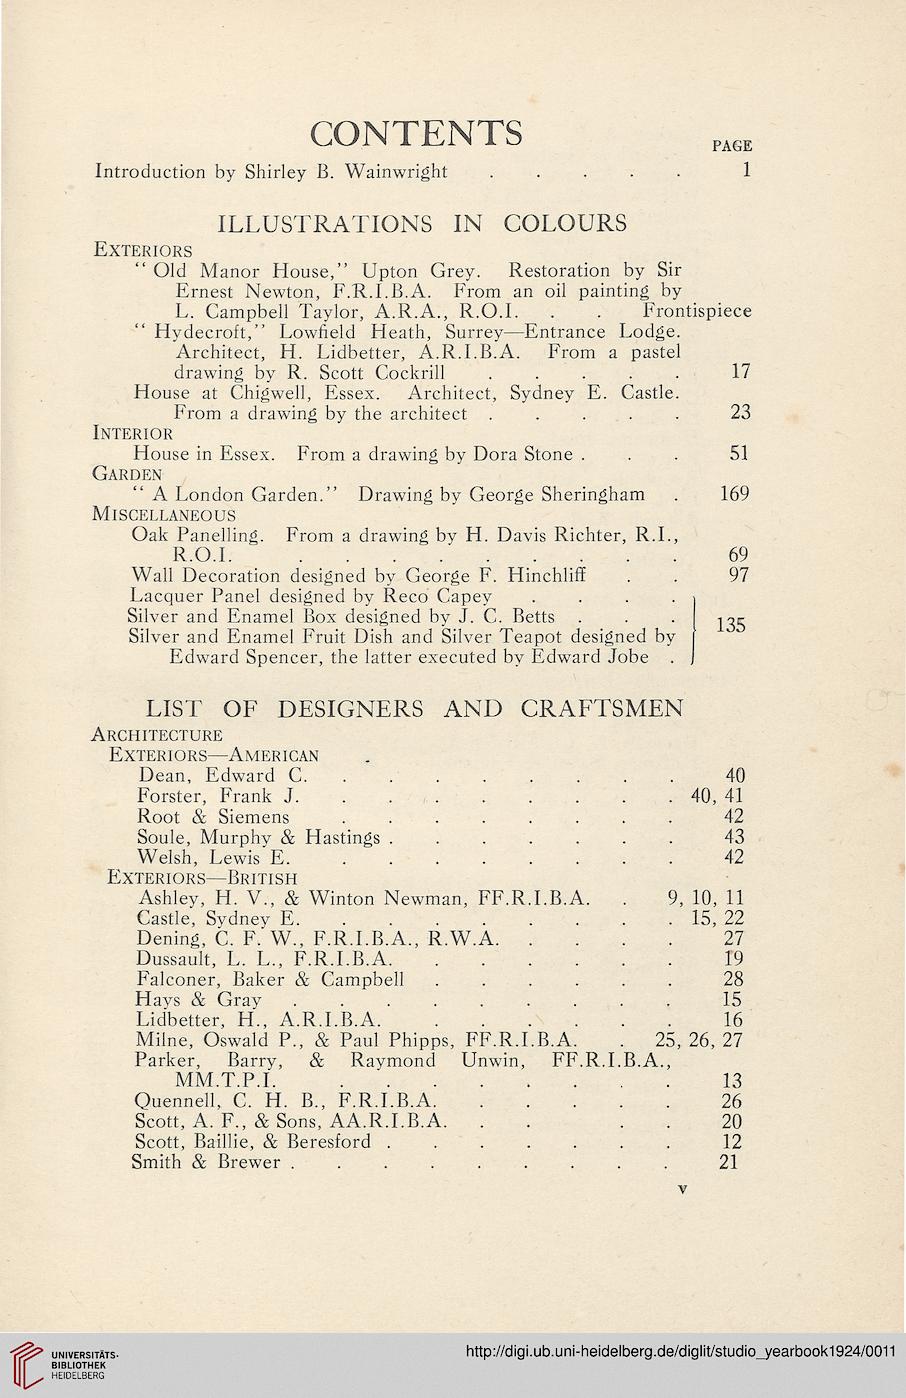 CONTENTS
PAGE
Introduction by Shirley B. Wainwright . . . . . 1
ILLUSTRATIONS IN COLOURS
EXTERIORS
" Old Manor House," Upton Grey. Restoration by Sir
Ernest Newton, F.R.I.B.A. From an oil painting by
L. Campbell Taylor, A.R.A., R.O.I. . . Frontispiece
" Hydecroft," Lowfield Heath, Surrey—Entrance Lodge.
Architect, H. Lidbetter, A.R.I.B.A. From a pastel
drawing by R. Scott Cockrill . . . . . 17
House at Chigwell, Essex. Architect, Sydney E. Castle.
From a drawing by the architect . . . . . 23
INTERIOR
House in Essex. From a drawing by Dora Stone . . . 51
GARDEN
" A London Garden." Drawing by George Sheringham . 169
MISCELLANEOUS
Oak Panelling. From a drawing by H. Davis Richter, R.I.,
R.O.I. . . . . . . . . . 69
Wall Decoration designed by George F. Hinchliff . . 97
Lacquer Panel designed by Reco Capey . . . .
Silver and Enamel Box designed by J. C. Betts . . .
135
Silver and Enamel Fruit Dish and Silver Teapot designed by
Edward Spencer, the latter executed by Edward Jobe .
LIST OF DESIGNERS AND CRAFTSMEN
ARCHITECTURE
EXTERIORS—AMERICAN
Dean, Edward C. . . . . . . . . 40
Forster, Frank J. . . . . . . . . 40, 41
Root & Siemens . . . . . . . . 42
Soule, Murphy & Hastings . . . . . . . 43
Welsh, Lewis E. . . . . . . . . 42
EXTERIORS—BRITISH
Ashley, H. V., & Winton Newman, FF.R.I.B.A. . 9, 10, 11
Castle, Sydney E. . . . . . . . . 15, 22
Dening, C. F. W., F.R.I.B.A., R.W.A. . . . . 27
Dussault, L. L., F.R.I.B.A. . . . . . . 19
Falconer, Baker & Campbell . . . . . . 28
Hays & Gray . . . . . . . . . 15
Lidbetter, H., A.R.I.B.A. . . . . . . 16
Milne, Oswald P., & Paul Phipps, FF.R.I.B.A. . 25, 26, 27
Parker, Barry, & Raymond Unwin, FF.R.I.B.A.,
MM.T.P.I. . . . . . . . . 13
Quennell, C. H. B., F.R.I.B.A. . . . . . 26
Scott, A. F., & Sons, AA.R.I.B.A. . . . . 20
Scott, Baillie, & Beresford . . . . . . . 12
Smith & Brewer . . . . . . . . . 21
v
UNIVERSITÄTS-
BIBLIOTHEK
HEIDELBERG
http://digi.ub.uni-heidelberg.de/diglit/studio_yearbook1924/0011